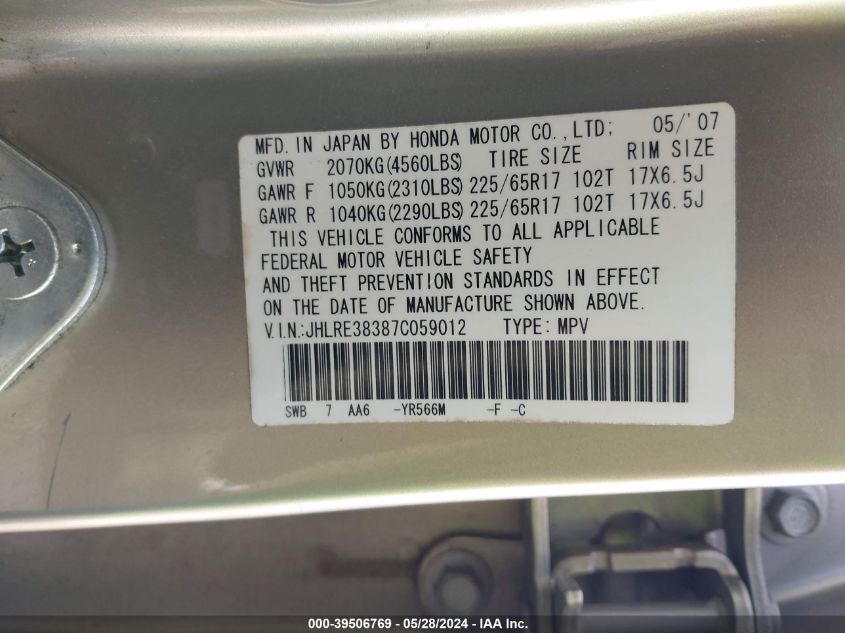 MFD. IN JAPAN BY HONDA MOTOR CO., LTD; 05/'07
GVWR 2070KG(4560LBS) TIRE SIZE RIM SIZE
GAWR F 1050KG(2310LBS) 225/65R17 102T 17X6.5J
GAWR R 1040KG(2290LBS) 225/65R17 102T 17X6.5J
THIS VEHICLE CONFORMS TO ALL APPLICABLE
FEDERAL MOTOR VEHICLE SAFETY
AND THEFT PREVENTION STANDARDS IN EFFECT
ON THE DATE OF MANUFACTURE SHOWN ABOVE.
V.I.N.:JHLRE38387C059012 TYPE: MPV
SWB 7 AA6 -YR566M -F -C
000-39506769 - 05/28/2024 - IAA Inc.